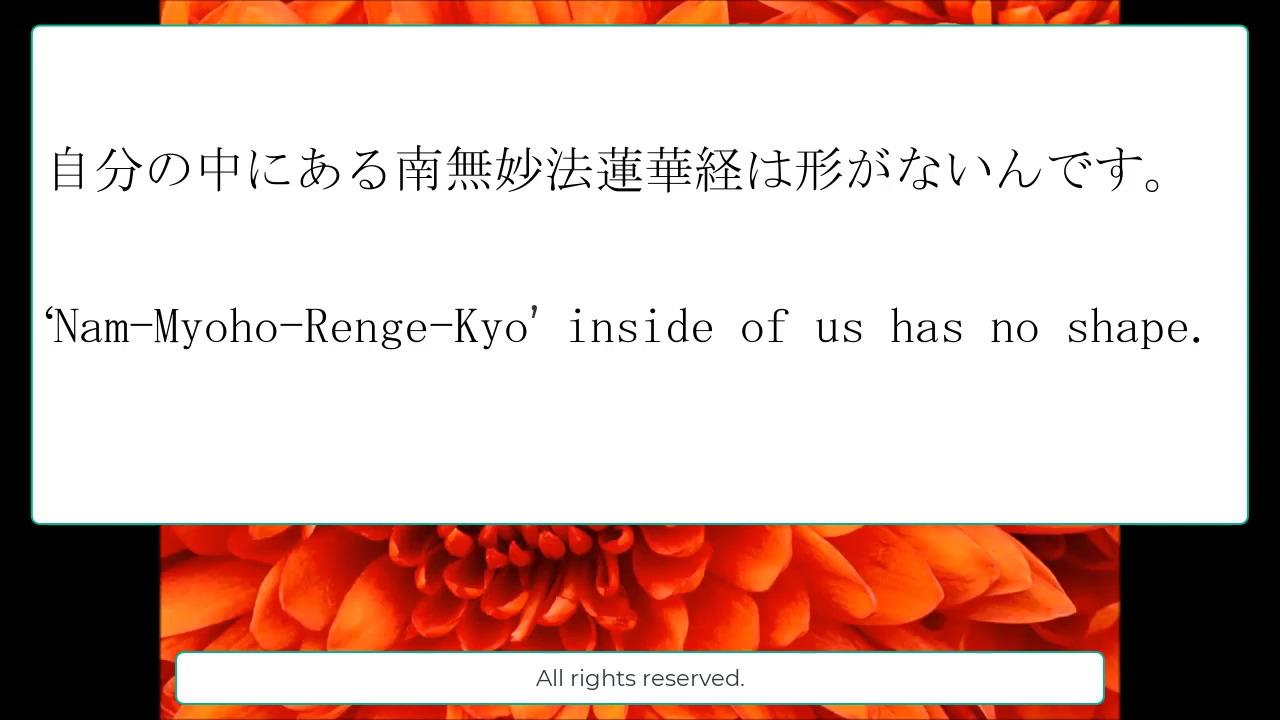 自分の中にある南無妙法蓮華経は形がないんです。
‘Nam-Myoho-Renge-Kyo’ inside of us has no shape.
All rights reserved.